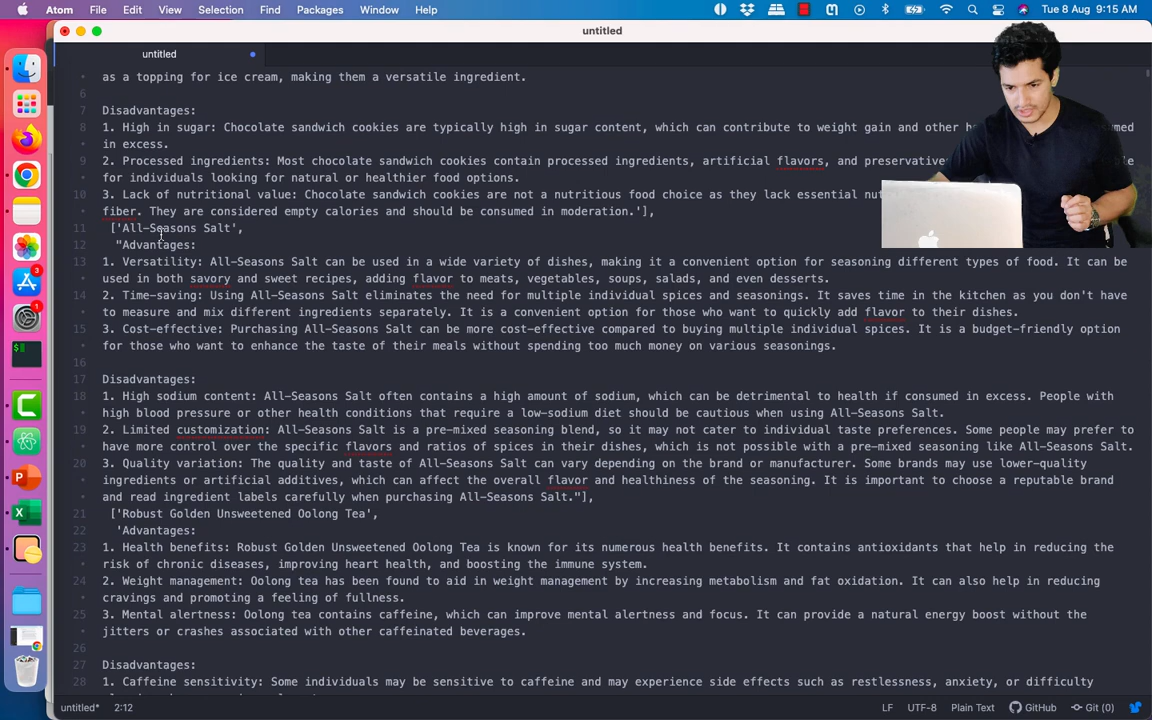 Atom File Edit View Selection Find Packages Window Help Tue 8 Aug 9:15 AM
untitled
untitled
as a topping for ice cream, making them a versatile ingredient.
6
7 Disadvantages:
8 1. High in sugar: Chocolate sandwich cookies are typically high in sugar content, which can contribute to weight gain and other
in excess.
9 2. Processed ingredients: Most chocolate sandwich cookies contain processed ingredients, artificial flavors, and
for individuals looking for natural or healthier food options.
10 3. Lack of nutritional value: Chocolate sandwich cookies are not a nutritious food choice as they lack essential
fiber. They are considered empty calories and should be consumed in moderation.'],
11 ['All-Seasons Salt',
12 "Advantages:
13 1. Versatility: All-Seasons Salt can be used in a wide variety of dishes, making it a convenient option for seasoning different types of food. It can be
used in both savory and sweet recipes, adding flavor to meats, vegetables, soups, salads, and even desserts.
14 2. Time-saving: Using All-Seasons Salt eliminates the need for multiple individual spices and seasonings. It saves time in the kitchen as you don't have
to measure and mix different ingredients separately. It is a convenient option for those who want to quickly add flavor to their dishes.
15 3. Cost-effective: Purchasing All-Seasons Salt can be more cost-effective compared to buying multiple individual spices. It is a budget-friendly option
for those who want to enhance the taste of their meals without spending too much money on various seasonings.
16
17 Disadvantages:
18 1. High sodium content: All-Seasons Salt often contains a high amount of sodium, which can be detrimental to health if consumed in excess. People with
high blood pressure or other health conditions that require a low-sodium diet should be cautious when using All-Seasons Salt.
19 2. Limited customization: All-Seasons Salt is a pre-mixed seasoning blend, so it may not cater to individual taste preferences. Some people may prefer to
have more control over the specific flavors and ratios of spices in their dishes, which is not possible with a pre-mixed seasoning like All-Seasons Salt.
20 3. Quality variation: The quality and taste of All-Seasons Salt can vary depending on the brand or manufacturer. Some brands may use lower-quality
ingredients or artificial additives, which can affect the overall flavor and healthiness of the seasoning. It is important to choose a reputable brand
and read ingredient labels carefully when purchasing All-Seasons Salt."],
21 ['Robust Golden Unsweetened Oolong Tea',
22 'Advantages:
23 1. Health benefits: Robust Golden Unsweetened Oolong Tea is known for its numerous health benefits. It contains antioxidants that help in reducing the
risk of chronic diseases, improving heart health, and boosting the immune system.
24 2. Weight management: Oolong tea has been found to aid in weight management by increasing metabolism and fat oxidation. It can also help in reducing
cravings and promoting a feeling of fullness.
25 3. Mental alertness: Oolong tea contains caffeine, which can improve mental alertness and focus. It can provide a natural energy boost without the
jitters or crashes associated with other caffeinated beverages.
26
27 Disadvantages:
28 1. Caffeine sensitivity: Some individuals may be sensitive to caffeine and may experience side effects such as restlessness, anxiety, or difficulty
untitled* 2:12 LF UTF-8 Plain Text GitHub Git (0)